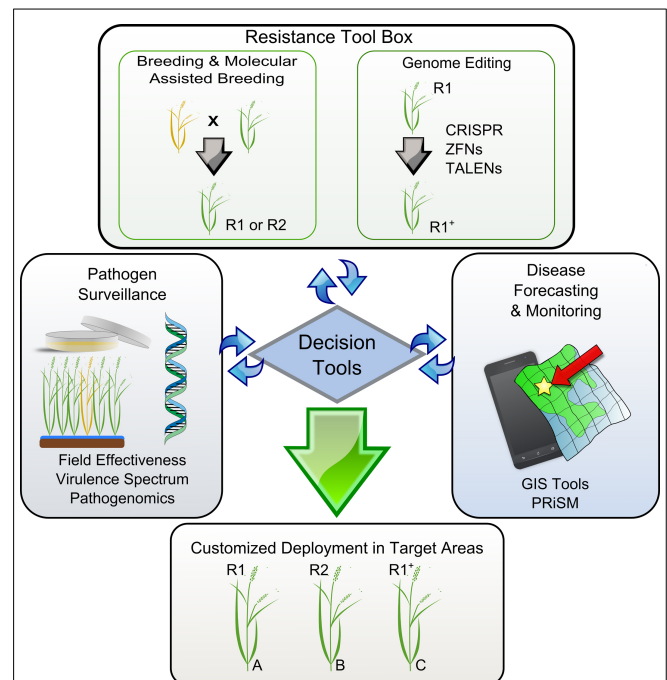 Resistance Tool Box
Breeding & Molecular
Assisted Breeding
X
R1 or R2
Genome Editing
R1
CRISPR
ZFNs
TALENs
R1+
Pathogen
Surveillance
Field Effectiveness
Virulence Spectrum
Pathogenomics
Decision
Tools
Disease
Forecasting
& Monitoring
GIS Tools
PRiSM
Customized Deployment in Target Areas
R1 R2 R1+
A B C